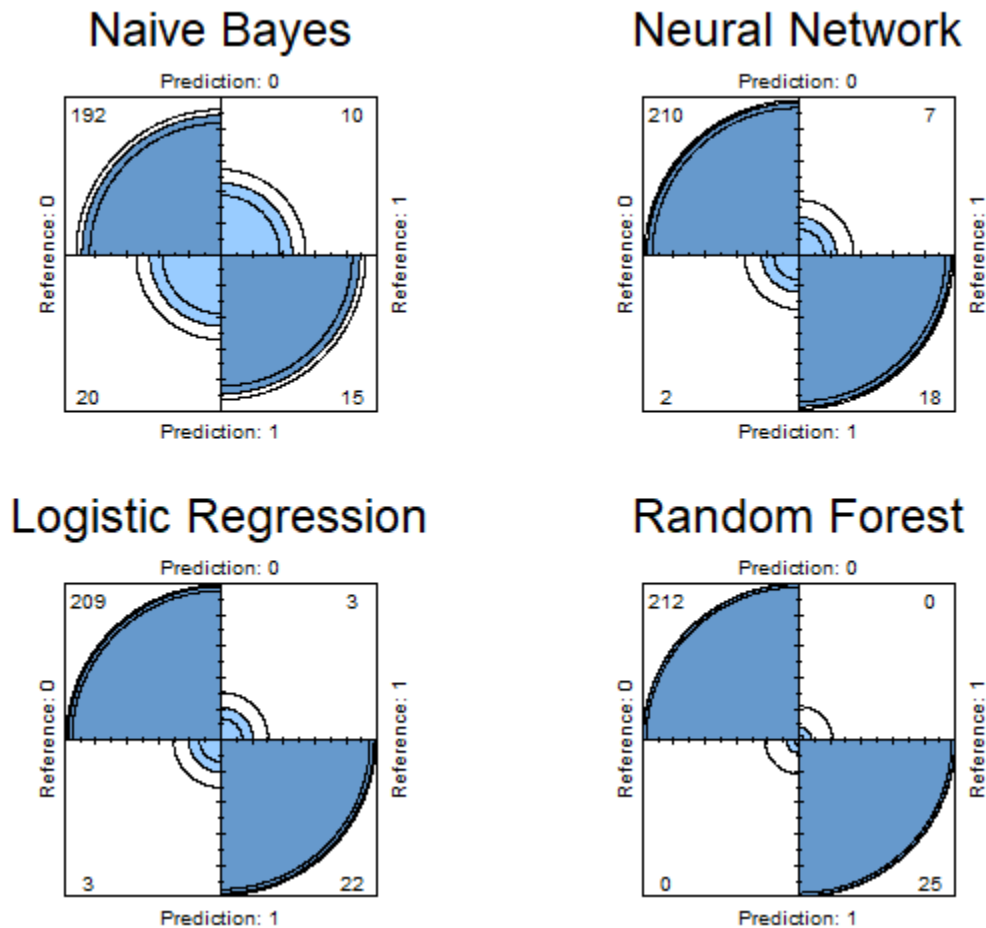 Naive Bayes
Prediction: 0
192 10
Reference: 0
Reference: 1
20 15
Prediction: 1
Neural Network
Prediction: 0
210 7
Reference: 0
Reference: 1
2 18
Prediction: 1
Logistic Regression
Prediction: 0
209 3
Reference: 0
Reference: 1
3 22
Prediction: 1
Random Forest
Prediction: 0
212 0
Reference: 0
Reference: 1
0 25
Prediction: 1